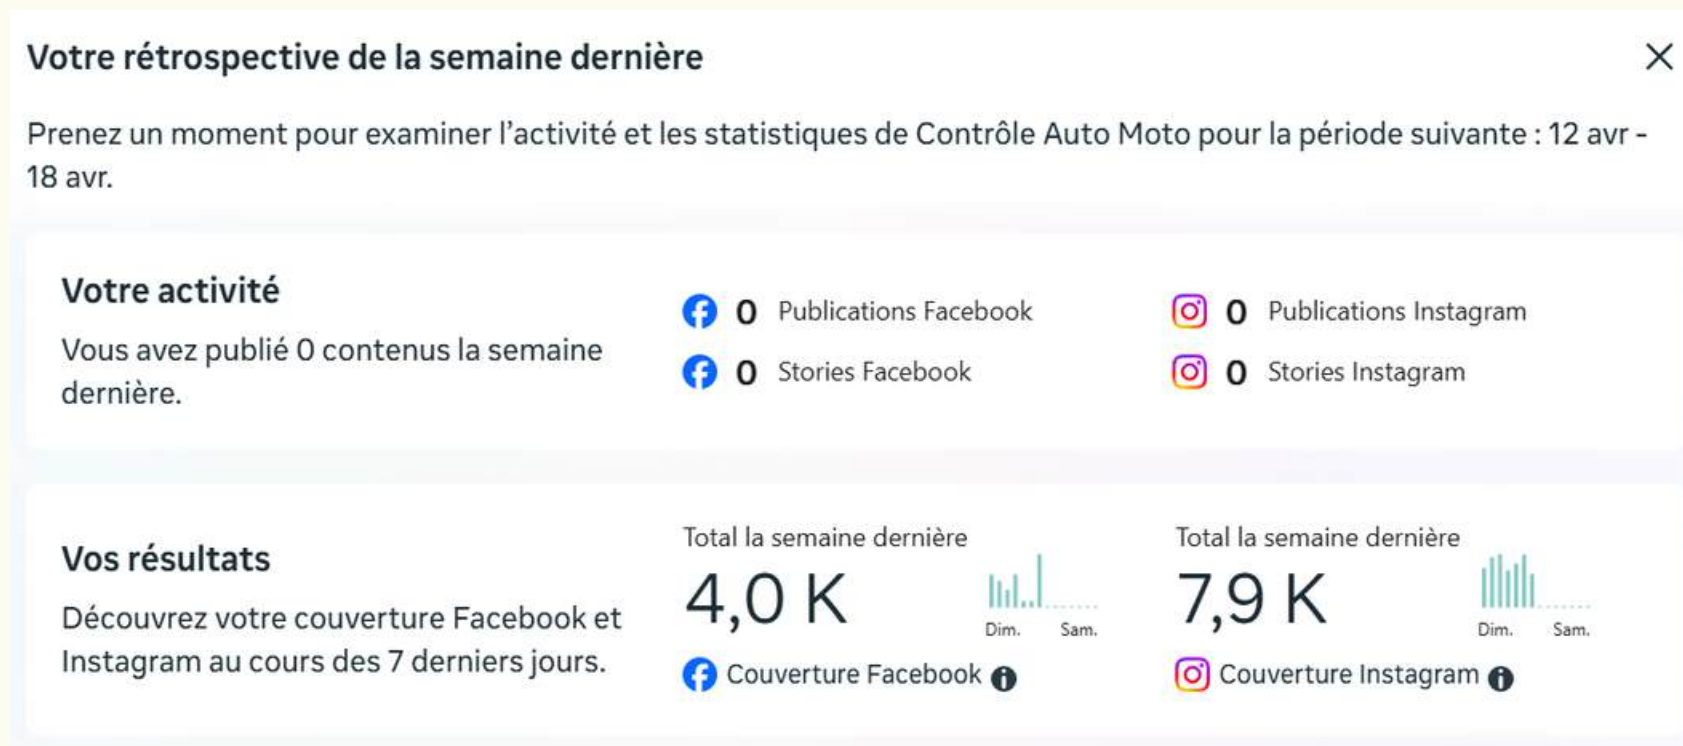 Votre rétrospective de la semaine dernière
Prenez un moment pour examiner l’activité et les statistiques de Contrôle Auto Moto pour la période suivante : 12 avr -
18 avr.
Votre activité
Vous avez publié 0 contenus la semaine
dernière.
0 Publications Facebook
0 Publications Instagram
0 Stories Facebook
0 Stories Instagram
Vos résultats
Découvrez votre couverture Facebook et
Instagram au cours des 7 derniers jours.
Total la semaine dernière
4,0 K
Dim. Sam.
Couverture Facebook
Total la semaine dernière
7,9 K
Dim. Sam.
Couverture Instagram